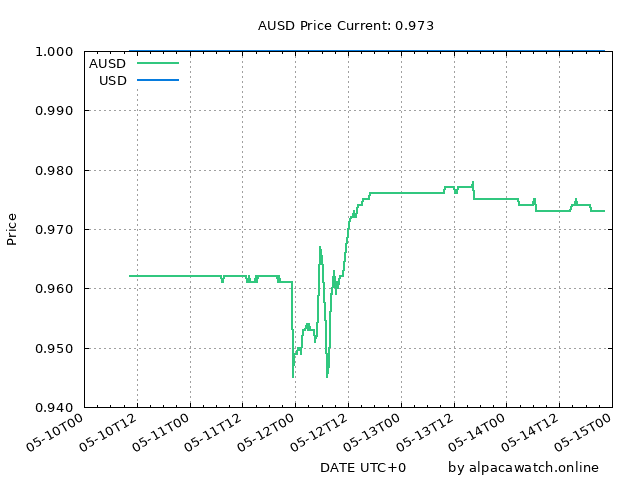 AUSD Price Current: 0.973
1.000
AUSD
USD
0.990
0.980
0.970
Price
0.960
0.950
0.940
05-10T00
05-10T12
05-11T00
05-11T12
05-12T00
05-12T12
05-13T00
05-13T12
05-14T00
05-14T12
05-15T00
DATE UTC+0 by alpacawatch.online